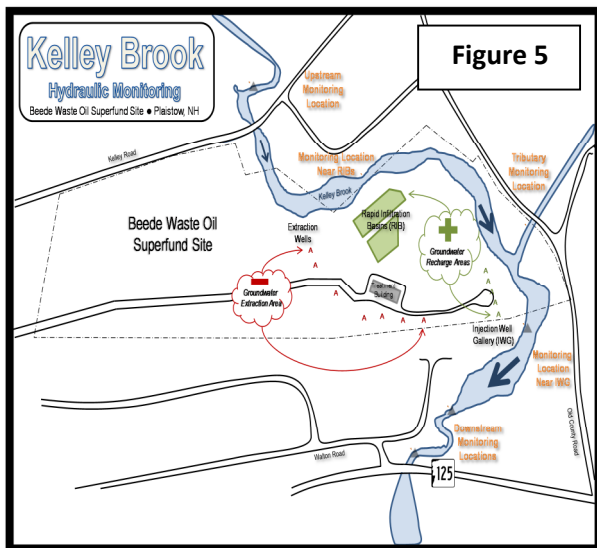 Kelley Brook
Hydraulic Monitoring
Beede Waste Oil Superfund Site ● Plaistow, NH
Figure 5
Upstream
Monitoring
Location
Kelley Road
Monitoring Location
Near RIBs
Kelley Brook
Tributary
Monitoring
Location
Beede Waste Oil
Superfund Site
Extraction
Wells
Rapid Infiltration
Basins (RIB)
Groundwater
Recharge Areas
Groundwater
Extraction Area
Building
Injection Well
Gallery (IWG)
Monitoring
Location
Near IWG
Old County Road
Downstream
Monitoring
Locations
Walton Road
125